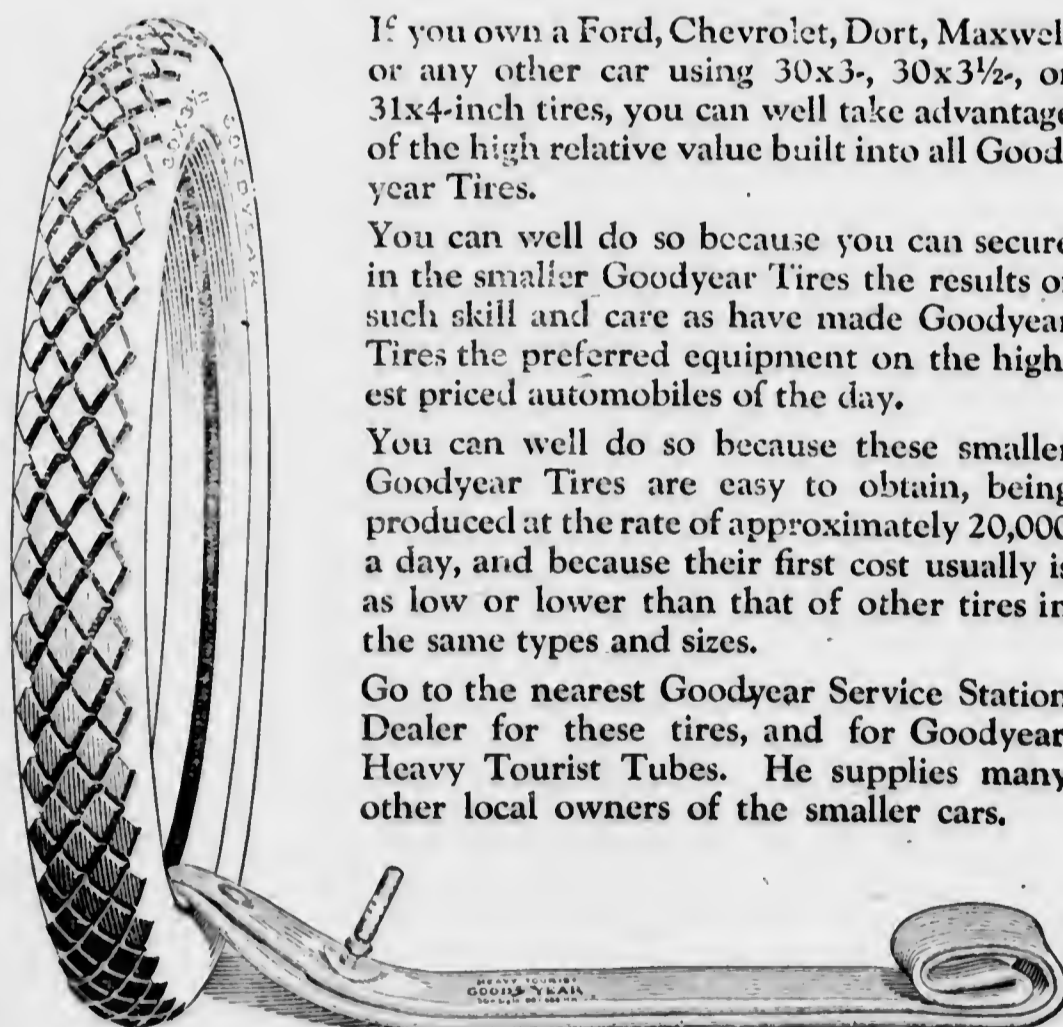 30x3½ GOODYEAR
If you own a Ford, Chevrolet, Dort, Maxwel
or any other car using 30x3-, 30x3½-, or
31x4-inch tires, you can well take advantage
of the high relative value built into all Good-
year Tires.
You can well do so because you can secure
in the smaller Goodyear Tires the results of
such skill and care as have made Goodyear
Tires the preferred equipment on the high-
est priced automobiles of the day.
You can well do so because these smaller
Goodyear Tires are easy to obtain, being
produced at the rate of approximately 20,000
a day, and because their first cost usually is
as low or lower than that of other tires in
the same types and sizes.
Go to the nearest Goodyear Service Station
Dealer for these tires, and for Goodyear
Heavy Tourist Tubes. He supplies many
other local owners of the smaller cars.
HEAVY TOURIST
GOODYEAR